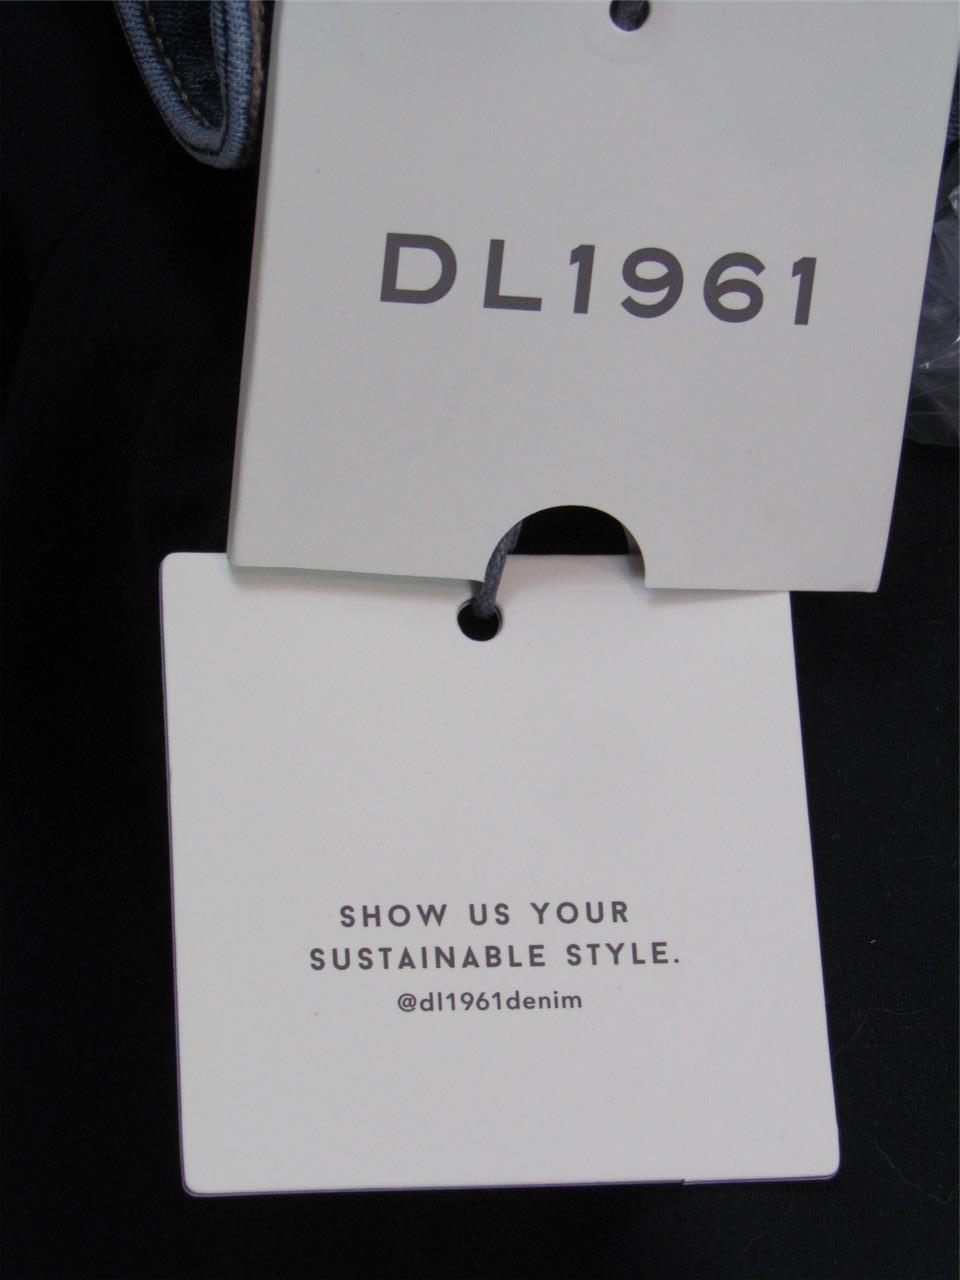 DL1961
SHOW US YOUR
SUSTAINABLE STYLE.
@dl1961denim